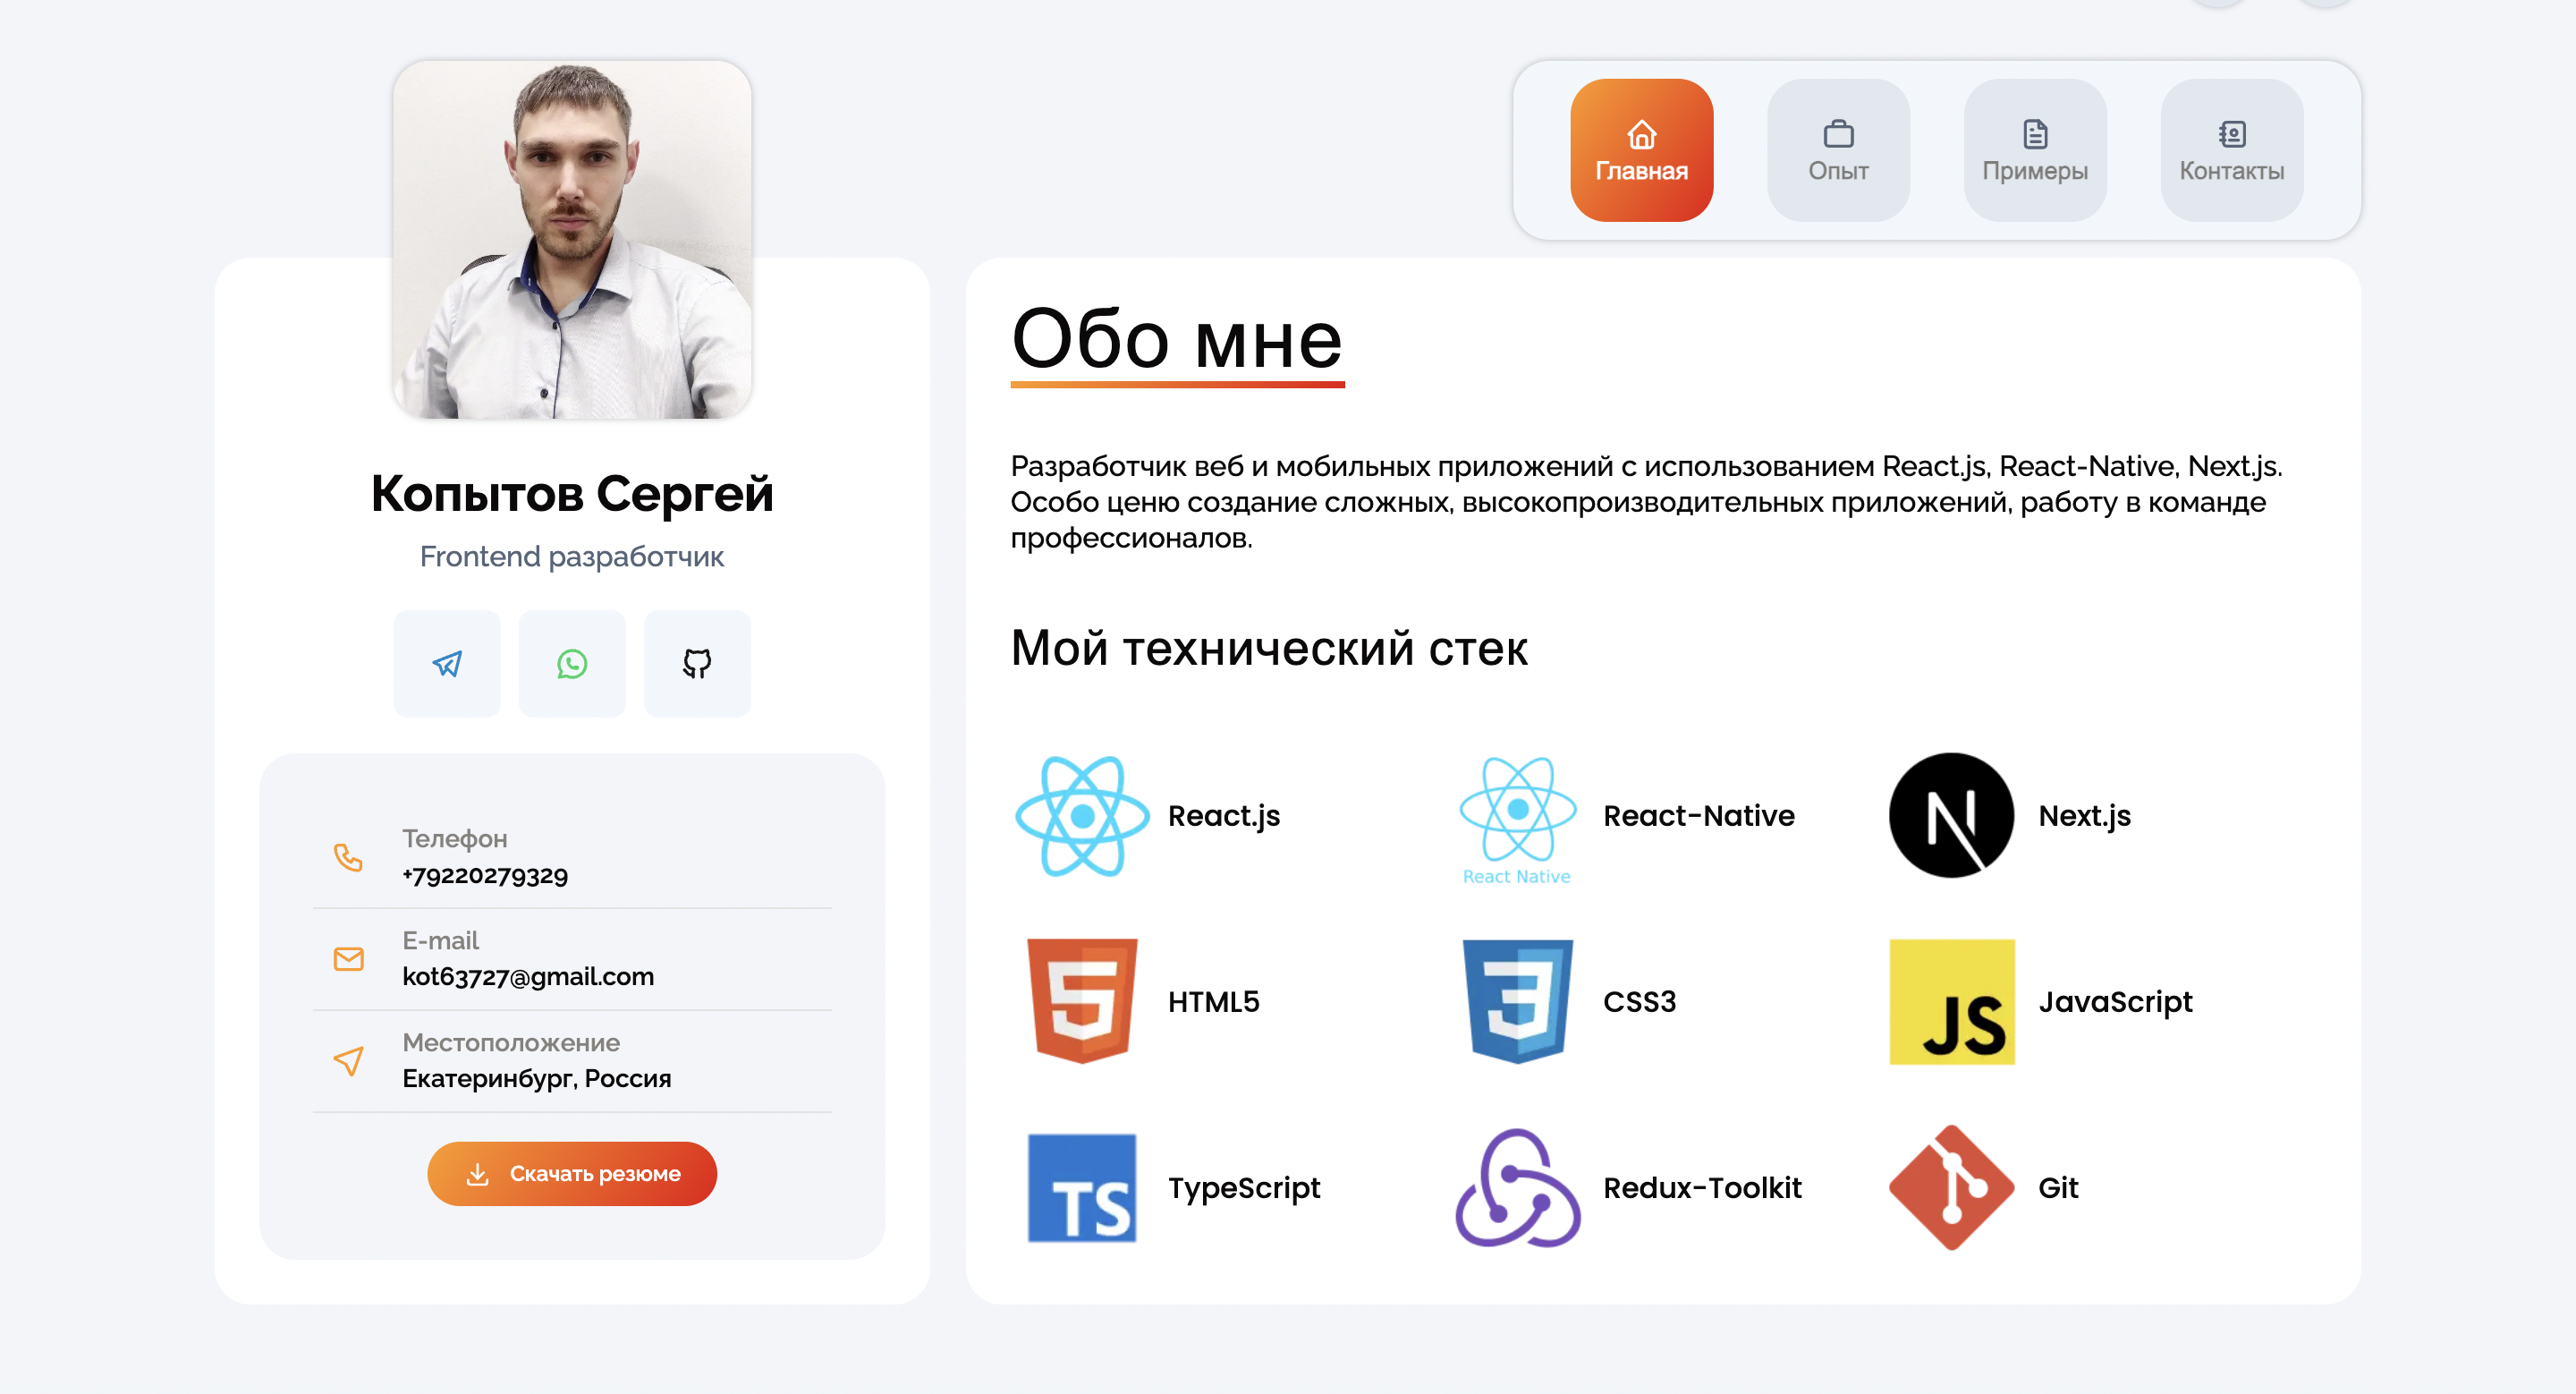 Главная
Опыт
Примеры
Контакты
Копытов Сергей
Frontend разработчик
Телефон
+79220279329
E-mail
kot63727@gmail.com
Местоположение
Екатеринбург, Россия
Скачать резюме
Обо мне
Разработчик веб и мобильных приложений с использованием React.js, React-Native, Next.js.
Особо ценю создание сложных, высокопроизводительных приложений, работу в команде
профессионалов.
Мой технический стек
React.js
React Native
React-Native
N
Next.js
5
HTML5
3
CSS3
JS
JavaScript
TS
TypeScript
Redux-Toolkit
Git